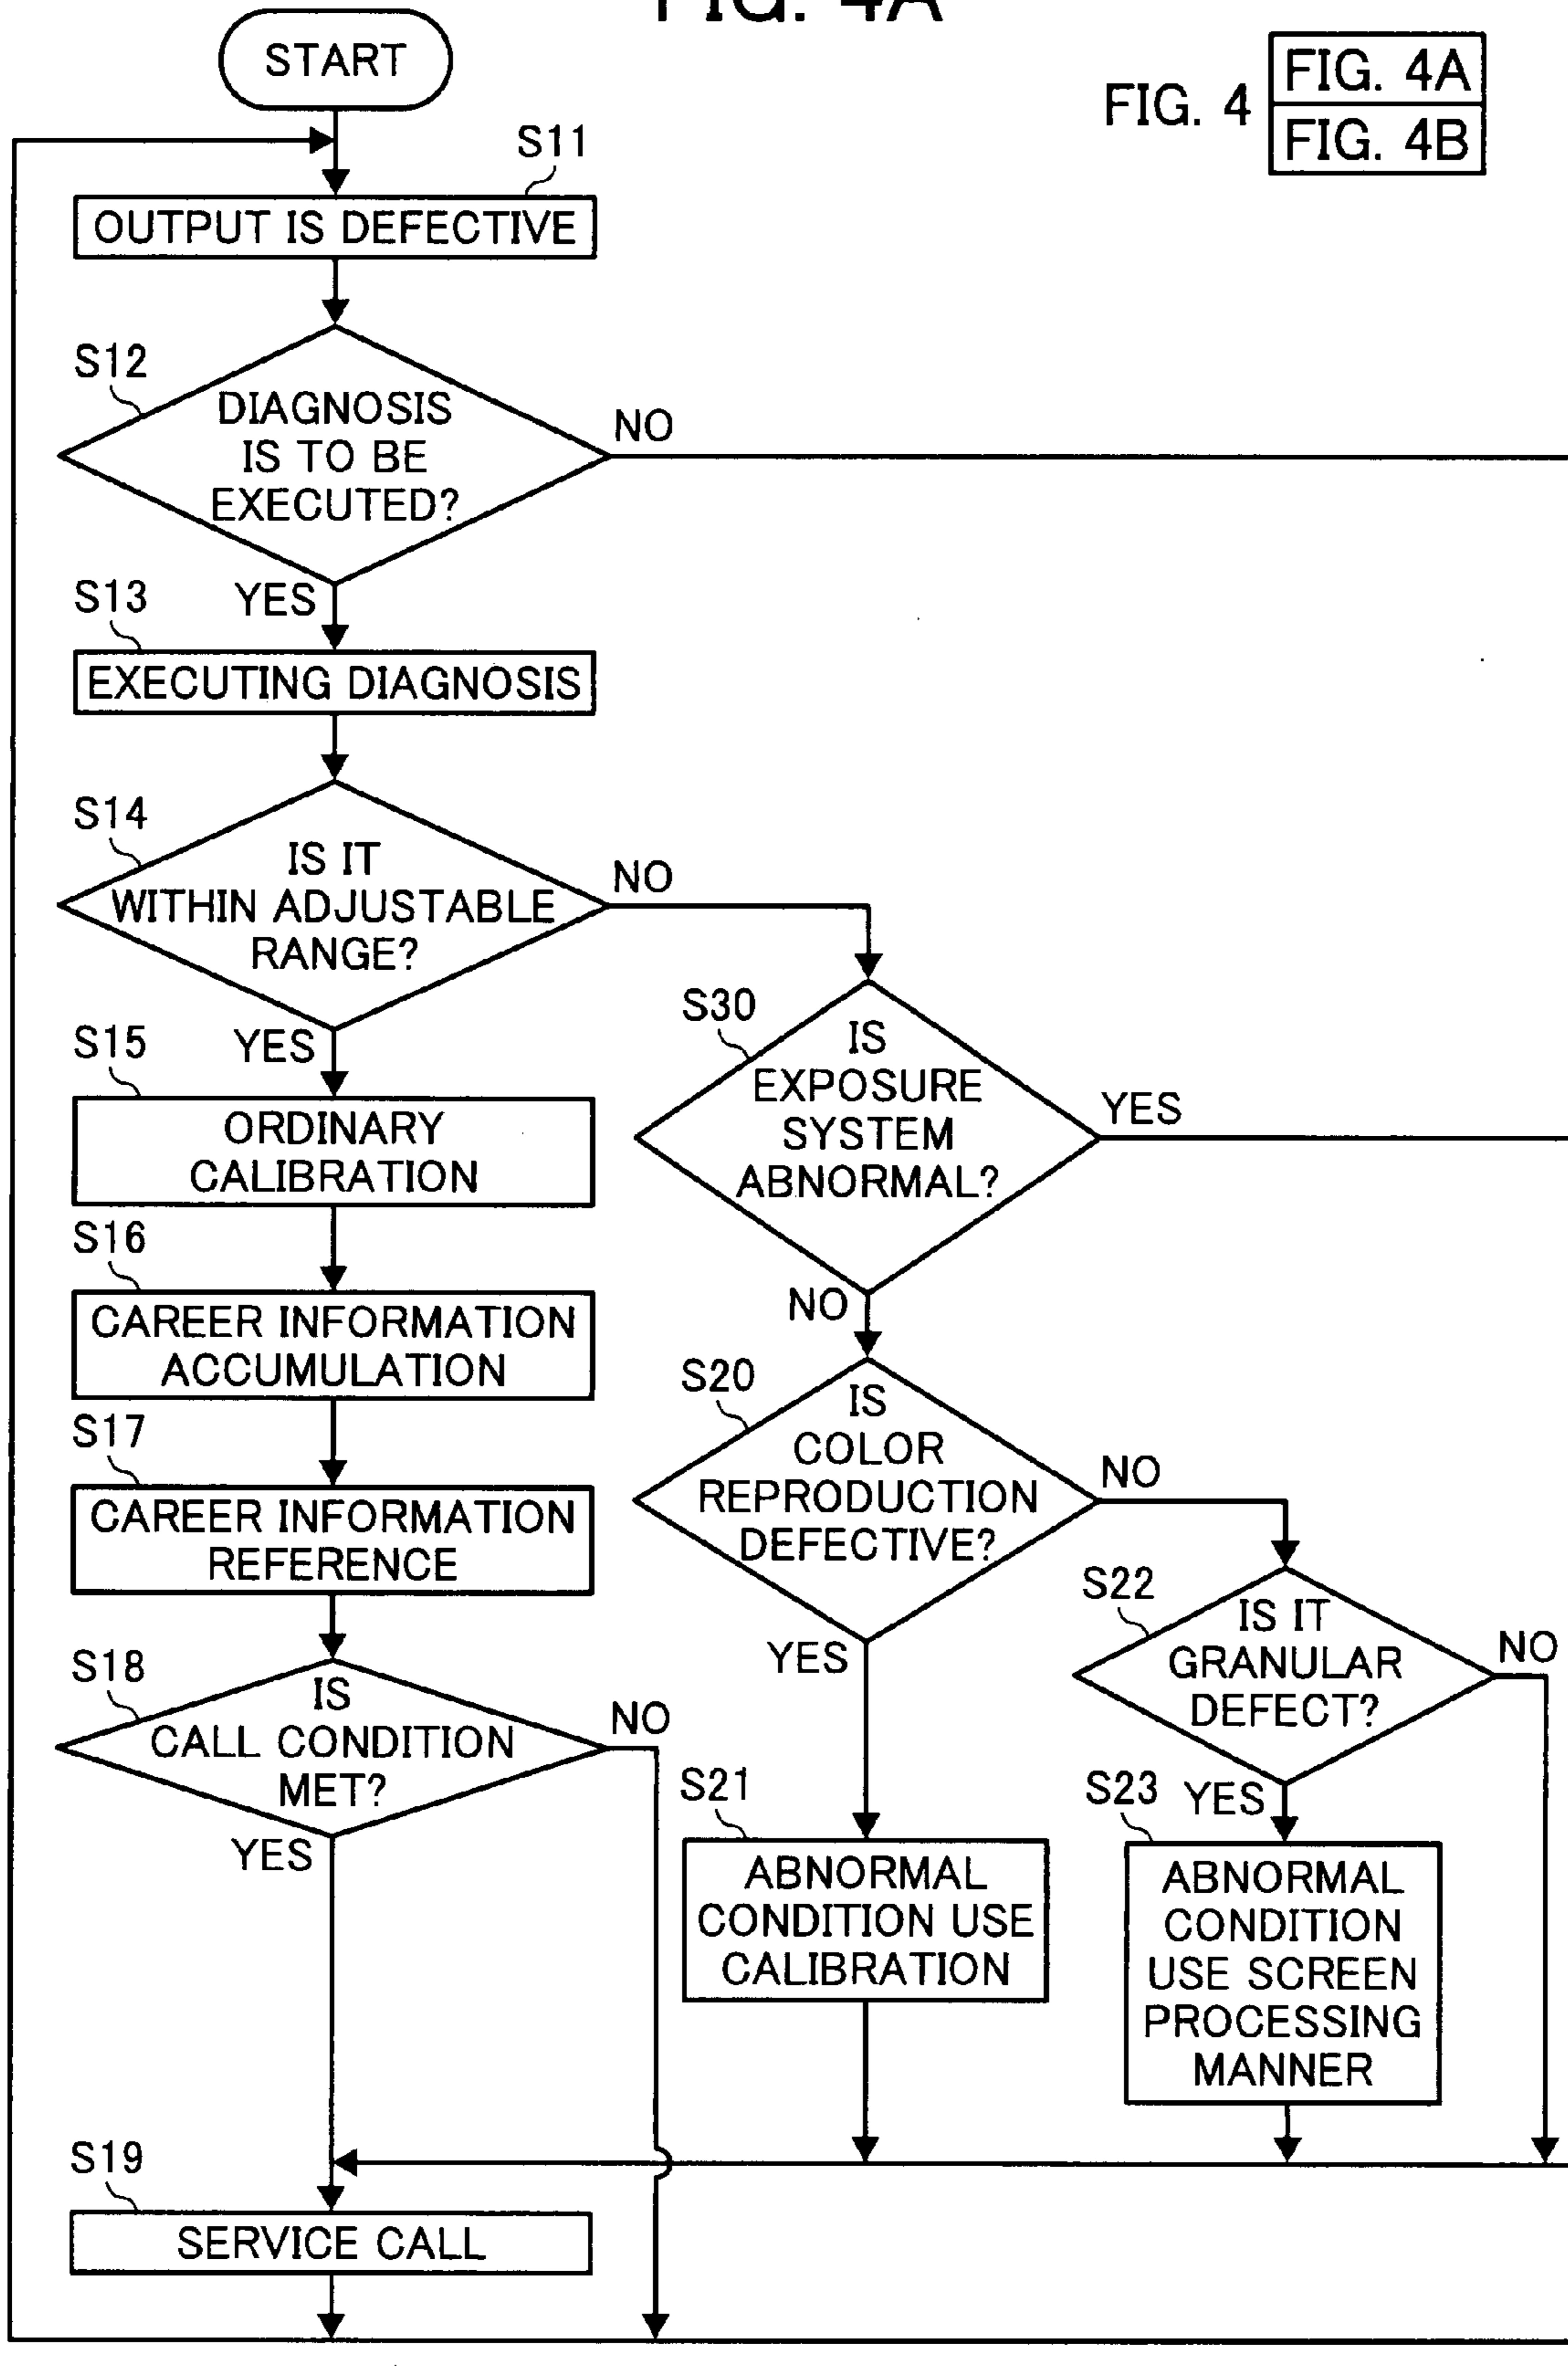 FIG. 4A
START
FIG. 4
FIG. 4A
FIG. 4B
S11
OUTPUT IS DEFECTIVE
S12
DIAGNOSIS
IS TO BE
EXECUTED?
NO
YES
S13
EXECUTING DIAGNOSIS
S14
IS IT
WITHIN ADJUSTABLE
RANGE?
NO
YES
S15
ORDINARY
CALIBRATION
S30
IS
EXPOSURE
SYSTEM
ABNORMAL?
YES
NO
S16
CAREER INFORMATION
ACCUMULATION
S17
CAREER INFORMATION
REFERENCE
S20
IS
COLOR
REPRODUCTION
DEFECTIVE?
NO
YES
S22
IS IT
GRANULAR
DEFECT?
NO
YES
S18
IS
CALL CONDITION
MET?
NO
YES
S21
ABNORMAL
CONDITION USE
CALIBRATION
S23
ABNORMAL
CONDITION
USE SCREEN
PROCESSING
MANNER
S19
SERVICE CALL